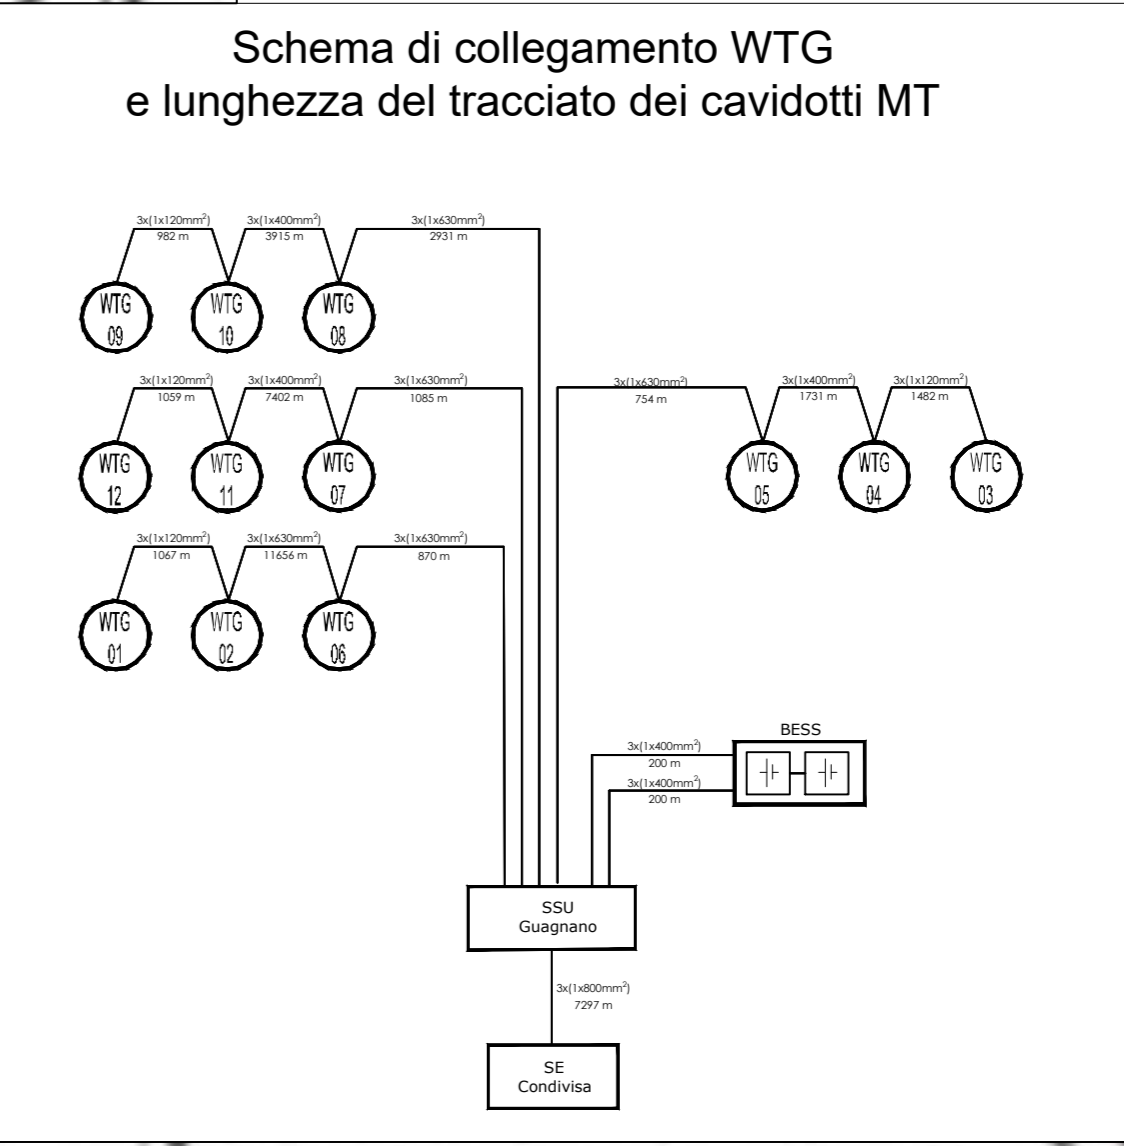 Schema di collegamento WTG
e lunghezza del tracciato dei cavidotti MT
3x(1x120mm²)
982 m
3x(1x400mm²)
3915 m
3x(1x630mm²)
2931 m
WTG
09
WTG
10
WTG
08
3x(1x120mm²)
1059 m
3x(1x400mm²)
7402 m
3x(1x630mm²)
1085 m
WTG
12
WTG
11
WTG
07
3x(1x630mm²)
754 m
3x(1x400mm²)
1731 m
3x(1x120mm²)
1482 m
WTG
05
WTG
04
WTG
03
3x(1x120mm²)
1067 m
3x(1x630mm²)
11656 m
3x(1x630mm²)
870 m
WTG
01
WTG
02
WTG
06
BESS
3x(1x400mm²)
200 m
3x(1x400mm²)
200 m
SSU
Guagnano
3x(1x800mm²)
7297 m
SE
Condivisa